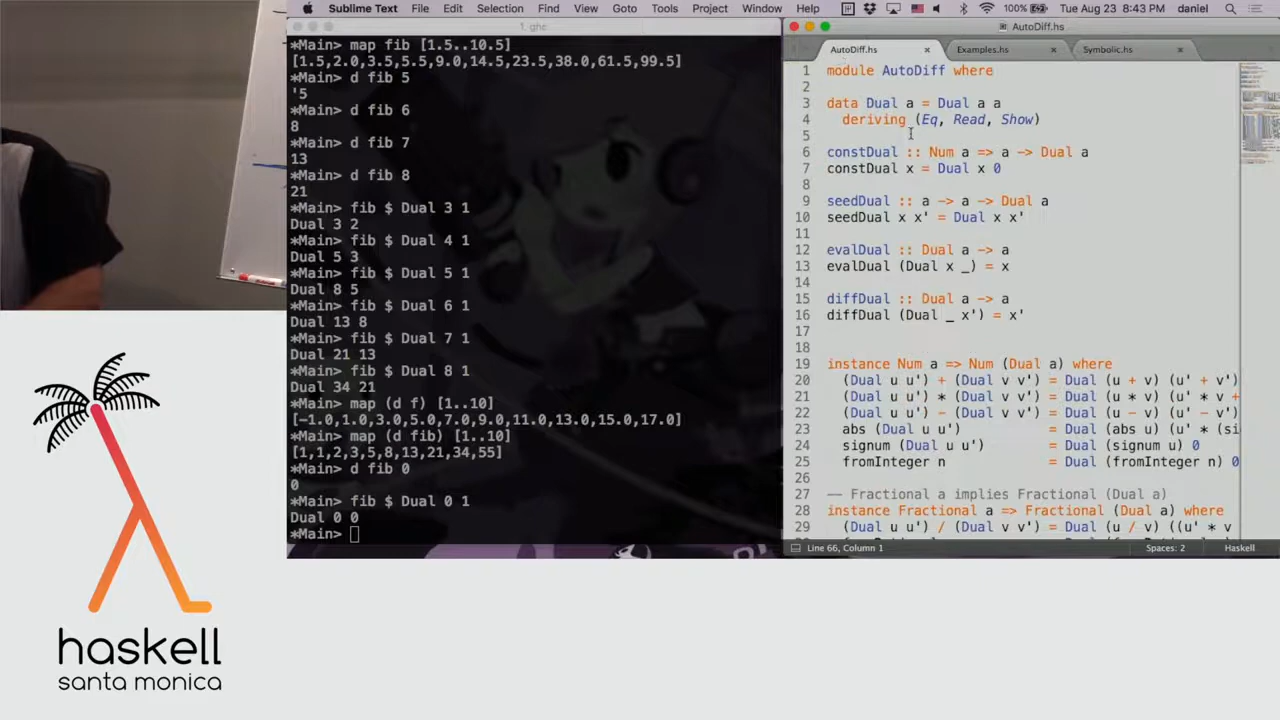 Sublime Text File Edit Selection Find View Goto Tools Project Window Help 100% Tue Aug 23 8:43 PM daniel
1. ghc
*Main> map fib [1.5..10.5]
[1.5,2.0,3.5,5.5,9.0,14.5,23.5,38.0,61.5,99.5]
*Main> d fib 5
'5
*Main> d fib 6
8
*Main> d fib 7
13
*Main> d fib 8
21
*Main> fib $ Dual 3 1
Dual 3 2
*Main> fib $ Dual 4 1
Dual 5 3
*Main> fib $ Dual 5 1
Dual 8 5
*Main> fib $ Dual 6 1
Dual 13 8
*Main> fib $ Dual 7 1
Dual 21 13
*Main> fib $ Dual 8 1
Dual 34 21
*Main> map (d f) [1..10]
[-1.0,1.0,3.0,5.0,7.0,9.0,11.0,13.0,15.0,17.0]
*Main> map (d fib) [1..10]
[1,1,2,3,5,8,13,21,34,55]
*Main> d fib 0
0
*Main> fib $ Dual 0 1
Dual 0 0
*Main>
AutoDiff.hs
AutoDiff.hs Examples.hs Symbolic.hs
1 module AutoDiff where
2
3 data Dual a = Dual a a
4 deriving (Eq, Read, Show)
5
6 constDual :: Num a => a -> Dual a
7 constDual x = Dual x 0
8
9 seedDual :: a -> a -> Dual a
10 seedDual x x' = Dual x x'
11
12 evalDual :: Dual a -> a
13 evalDual (Dual x _) = x
14
15 diffDual :: Dual a -> a
16 diffDual (Dual _ x') = x'
17
18
19 instance Num a => Num (Dual a) where
20 (Dual u u') + (Dual v v') = Dual (u + v) (u' + v')
21 (Dual u u') * (Dual v v') = Dual (u * v) (u' * v +
22 (Dual u u') - (Dual v v') = Dual (u - v) (u' - v')
23 abs (Dual u u') = Dual (abs u) (u' * (si
24 signum (Dual u u') = Dual (signum u) 0
25 fromInteger n = Dual (fromInteger n) 0
26
27 -- Fractional a implies Fractional (Dual a)
28 instance Fractional a => Fractional (Dual a) where
29 (Dual u u') / (Dual v v') = Dual (u / v) ((u' * v
Line 66, Column 1 Spaces: 2 Haskell
haskell
santa monica